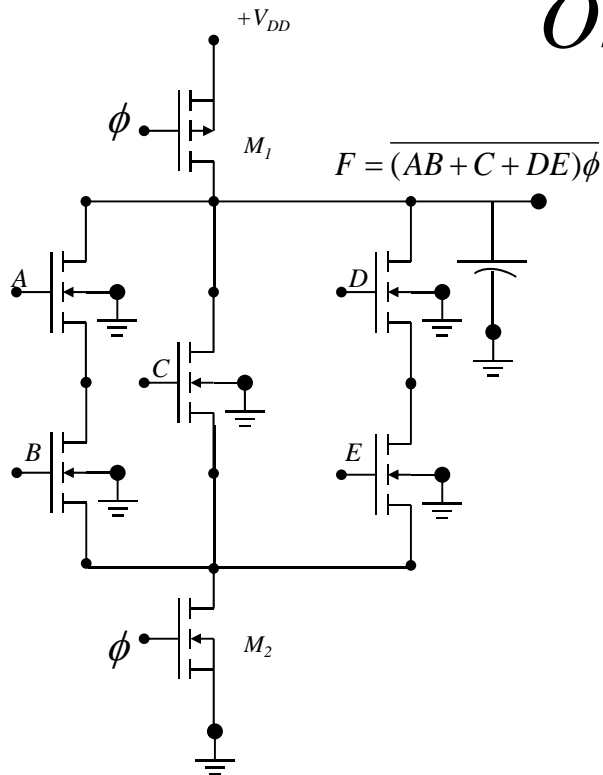 +V_DD
ϕ
M_1
F = \overline{(AB + C + DE)ϕ}
A
D
C
B
E
ϕ
M_2